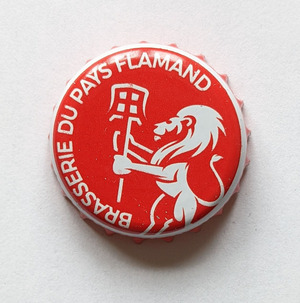 BRASSERIE DU PAYS FLAMAND